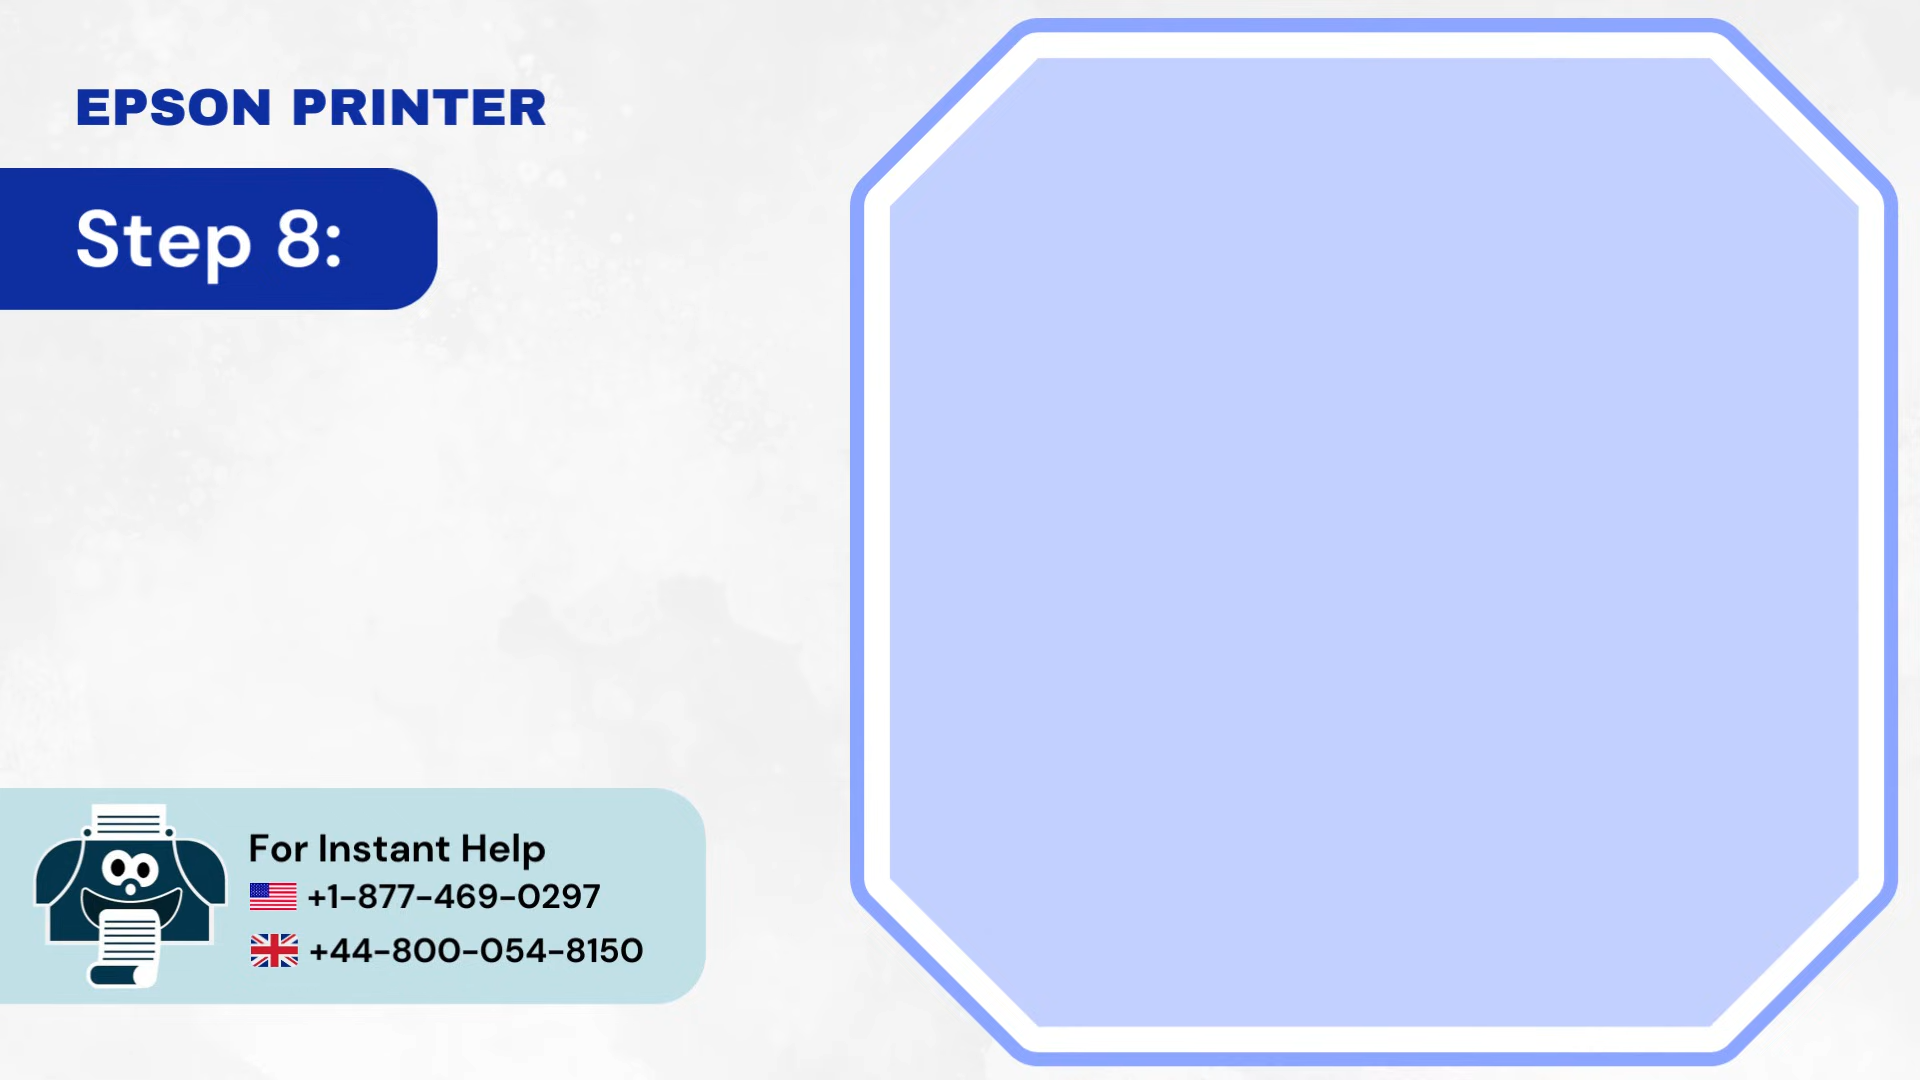 EPSON PRINTER
Step 8:
For Instant Help
+1-877-469-0297
+44-800-054-8150